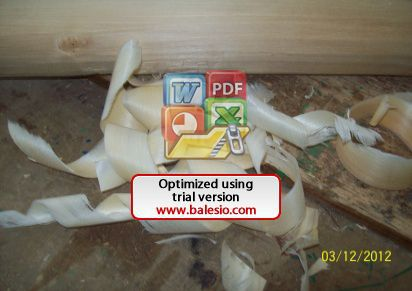 W
PDF
X
Optimized using
trial version
www.balesio.com
03/12/2012